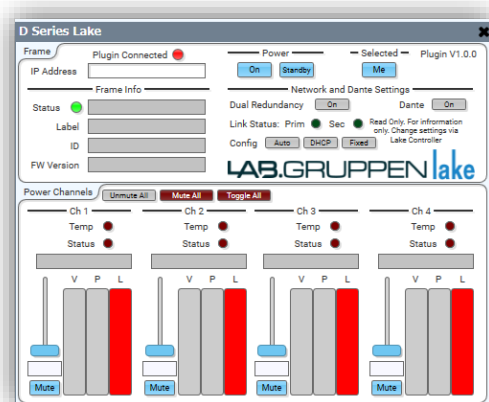 D Series Lake
Frame
Plugin Connected
Power
Selected
Plugin V1.0.0
IP Address
On
Standby
Me
Frame Info
Network and Dante Settings
Status
Dual Redundancy
On
Dante
On
Label
Link Status: Prim
Sec
Read Only. For information
only. Change settings via
Lake Controller
ID
Config
Auto
DHCP
Fixed
FW Version
LAB.GRUPPEN
lake
Power Channels
Unmute All
Mute All
Toggle All
Ch 1
Ch 2
Ch 3
Ch 4
Temp
Temp
Temp
Temp
Status
Status
Status
Status
V P L
V P L
V P L
V P L
Mute
Mute
Mute
Mute